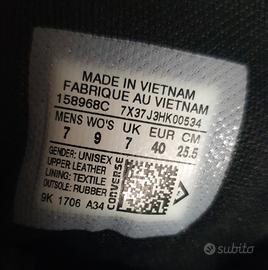 MADE IN VIETNAM
FABRIQUE AU VIETNAM
158968C 7X37J3HK00534
MENS WO'S UK EUR CM
7 9 7 40 25.5
GENDER: UNISEX
UPPER: LEATHER
LINING: TEXTILE
OUTSOLE: RUBBER
CONVERSE
9K 1706 A34
subito